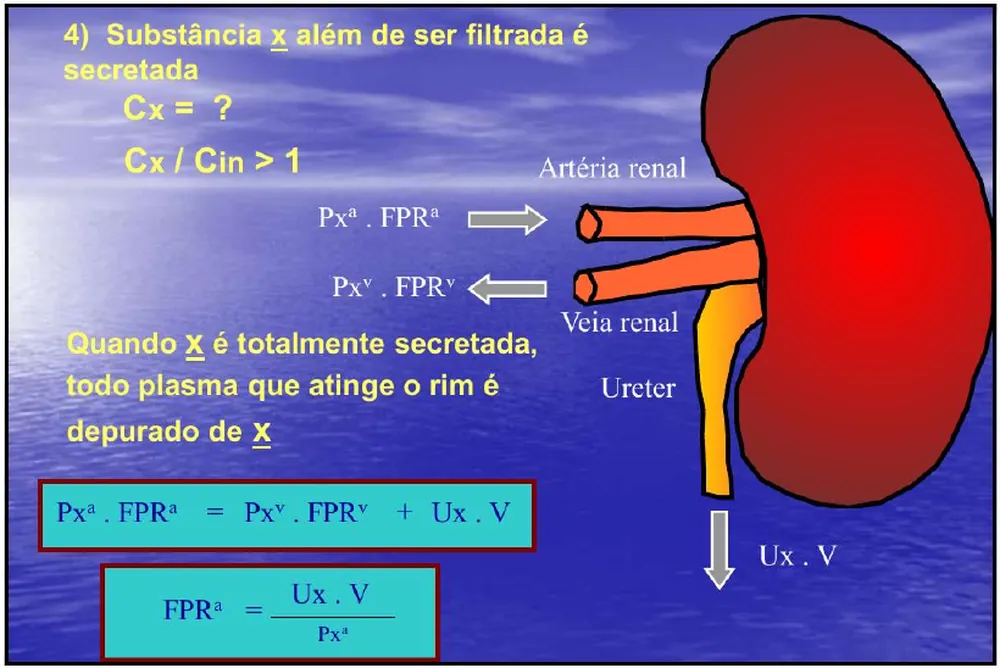 4) Substância x além de ser filtrada é
secretada
Cx = ?
Cx / Cin > 1
Artéria renal
Pxᵃ . FPRᵃ
Pxᵛ . FPRᵛ
Veia renal
Quando x é totalmente secretada,
todo plasma que atinge o rim é
depurado de x
Ureter
Pxᵃ . FPRᵃ = Pxᵛ . FPRᵛ + Ux . V
Ux . V
FPRᵃ = Ux . V
Pxᵃ